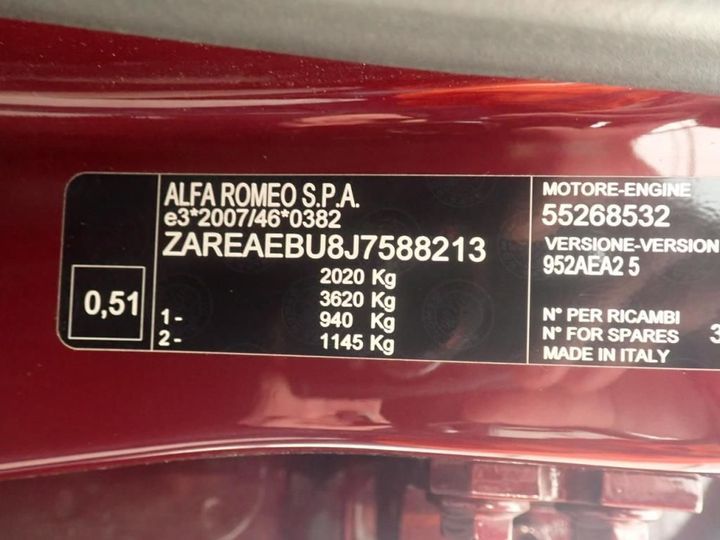 ALFA ROMEO S.P.A.
e3*2007/46*0382
ZAREAEBU8J7588213
2020 Kg
3620 Kg
1- 940 Kg
2- 1145 Kg
0,51
MOTORE-ENGINE
55268532
VERSIONE-VERSION
952AEA2 5
N° PER RICAMBI
N° FOR SPARES 3
MADE IN ITALY